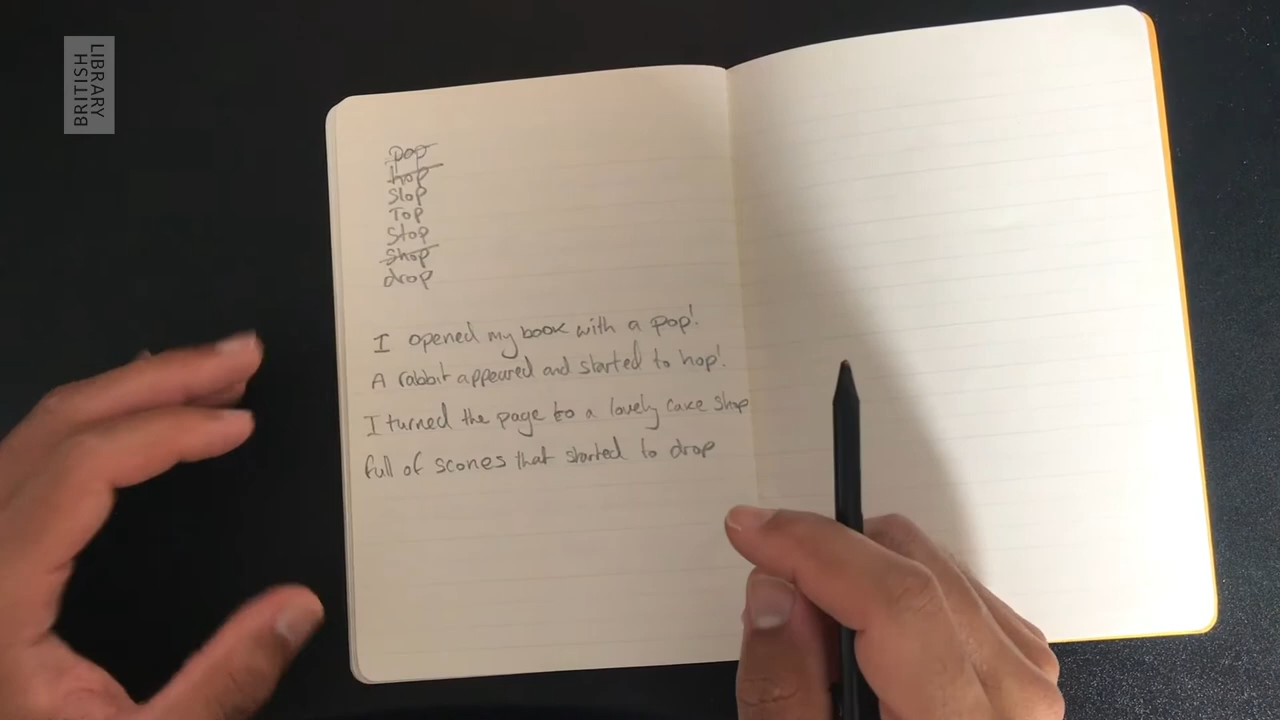 BRITISH
LIBRARY
pop
hop
Slop
Top
Stop
Shop
drop
I opened my book with a pop!
A rabbit appeared and started to hop!
I turned the page to a lovely cake shop
full of scones that started to drop